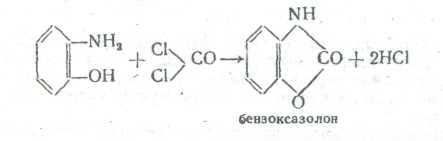 NH
—NH₂ + Cl Cl >CO → CO + 2HCl
—OH
O
бензоксазолон